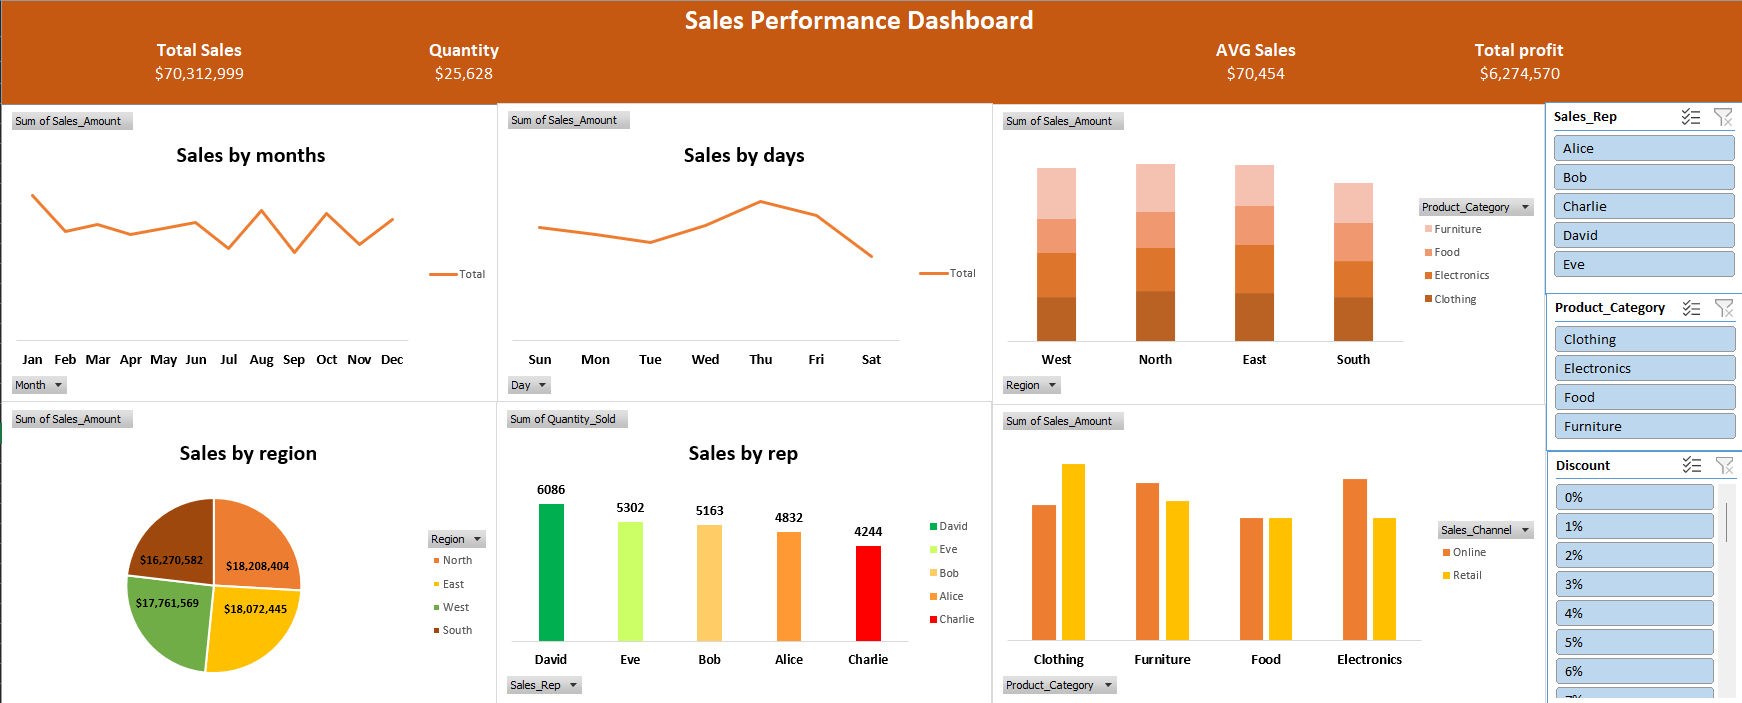 Sales Performance Dashboard
Total Sales
$70,312,999
Quantity
$25,628
AVG Sales
$70,454
Total profit
$6,274,570
Sum of Sales_Amount
Sales by months
Total
Jan Feb Mar Apr May Jun Jul Aug Sep Oct Nov Dec
Month
Sum of Sales_Amount
Sales by days
Total
Sun Mon Tue Wed Thu Fri Sat
Day
Sum of Sales_Amount
Product_Category
Furniture
Food
Electronics
Clothing
West North East South
Region
Sales_Rep
Alice
Bob
Charlie
David
Eve
Product_Category
Clothing
Electronics
Food
Furniture
Discount
0%
1%
2%
3%
4%
5%
6%
7%
Sum of Sales_Amount
Sales by region
$16,270,582
$18,208,404
$17,761,569
$18,072,445
Region
North
East
West
South
Sum of Quantity_Sold
Sales by rep
6086
5302
5163
4832
4244
David
Eve
Bob
Alice
Charlie
David Eve Bob Alice Charlie
Sales_Rep
Sum of Sales_Amount
Sales_Channel
Online
Retail
Clothing Furniture Food Electronics
Product_Category